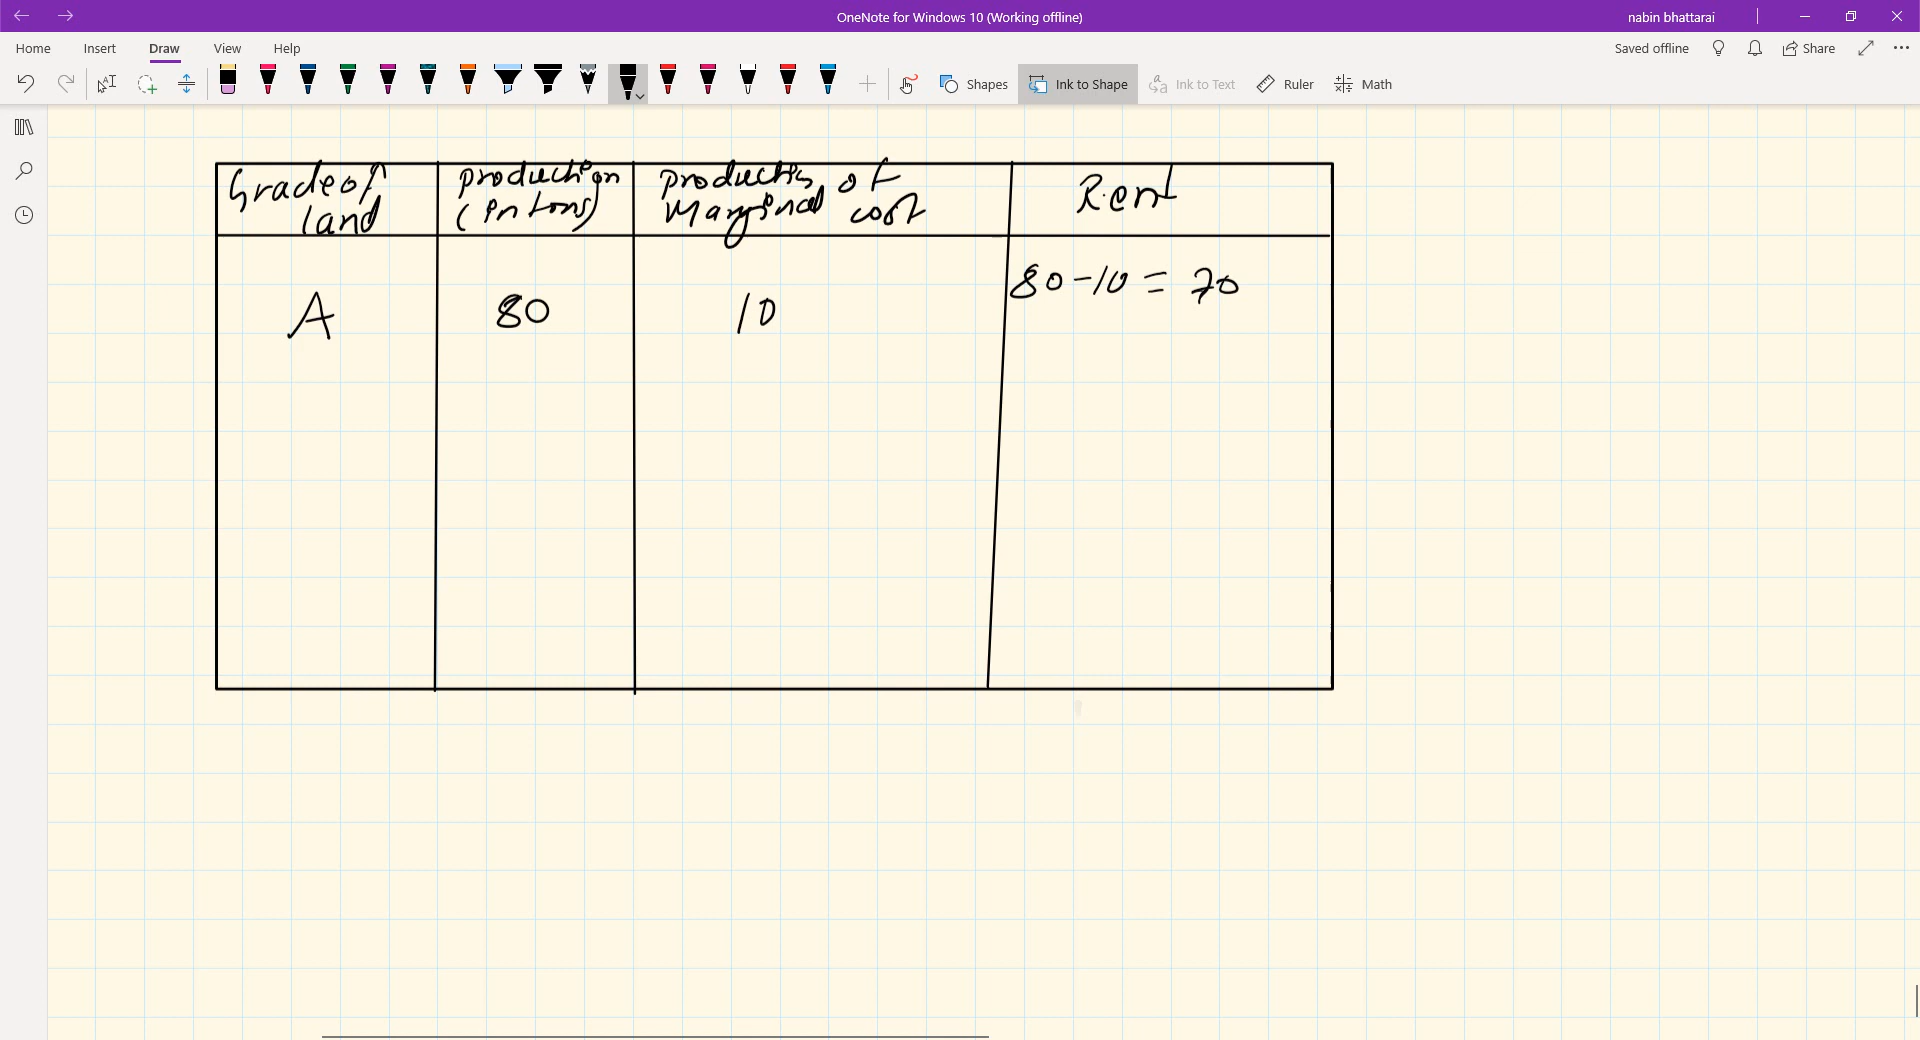 OneNote for Windows 10 (Working offline)
nabin bhattarai
Home Insert Draw View Help
Saved offline Share
Shapes Ink to Shape Ink to Text Ruler Math
Grade of land
production (in tons)
production of Marginal cost
Rent
A 80 10 80-10 = 70